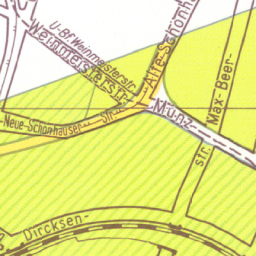 U-Bf Weinmeisterstr
Weinmeisterstr
Alte-Schönh
Münz-
str.
Max-Beer-
Neue-Schönhauser Str.
Dircksen-